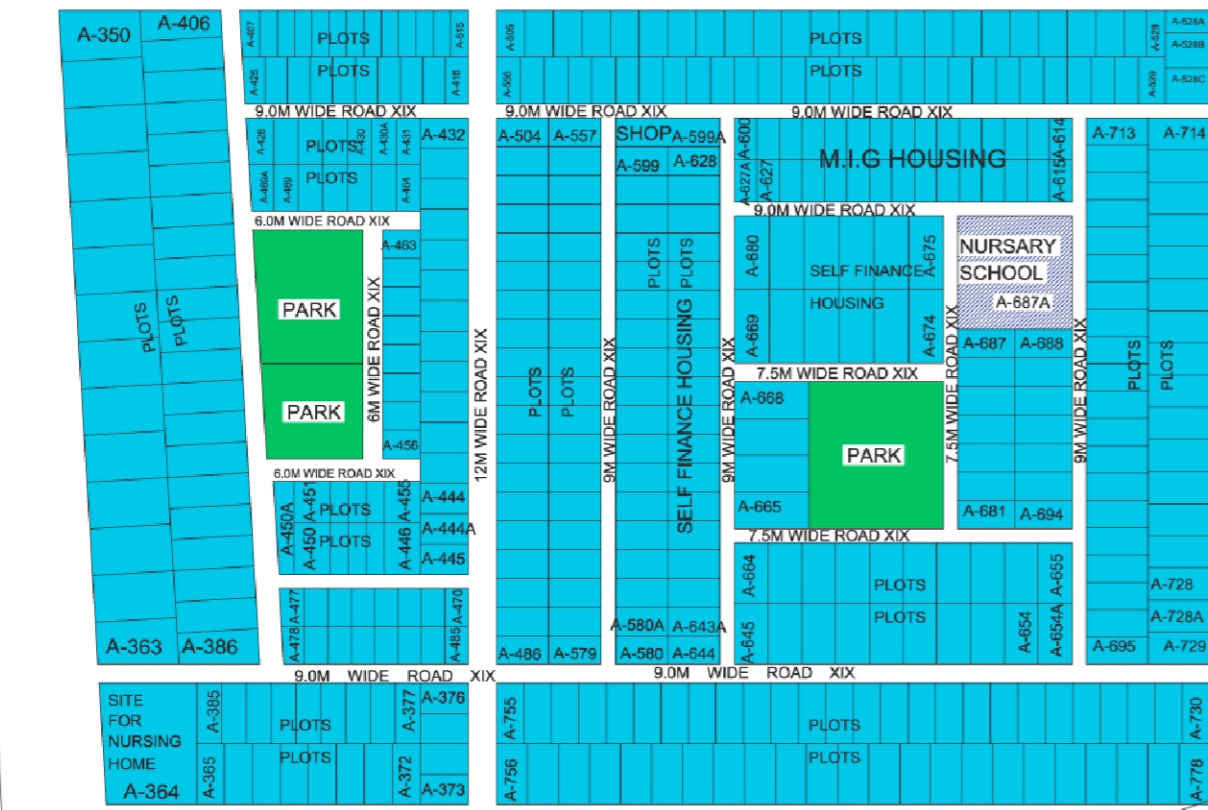 A-350
A-406
PLOTS
PLOTS
A-363
A-386
A-407
PLOTS
A-515
A-425
PLOTS
A-416
9.0M WIDE ROAD XIX
A-505
PLOTS
A-528
A-528A
A-528B
A-556
PLOTS
A-529
A-528C
9.0M WIDE ROAD XIX
9.0M WIDE ROAD XIX
A-426
PLOTS
A-430
A-430A
A-431
A-432
A-469A
A-469
PLOTS
A-464
6.0M WIDE ROAD XIX
PARK
PARK
A-463
6M WIDE ROAD XIX
A-456
6.0M WIDE ROAD XIX
A-450A
A-451
PLOTS
A-455
A-444
A-450
PLOTS
A-446
A-444A
A-445
A-477
A-470
A-478
A-485
12M WIDE ROAD XIX
A-504
A-557
PLOTS
PLOTS
A-486
A-579
9M WIDE ROAD XIX
SHOP
A-599A
A-599
A-628
PLOTS
PLOTS
SELF FINANCE HOUSING
A-580A
A-643A
A-580
A-644
9M WIDE ROAD XIX
A-600
M.I.G HOUSING
A-614
A-627A
A-627
A-615A
9.0M WIDE ROAD XIX
A-680
SELF FINANCE
A-675
HOUSING
A-669
A-674
7.5M WIDE ROAD XIX
A-668
PARK
A-665
7.5M WIDE ROAD XIX
7.5M WIDE ROAD XIX
NURSARY
SCHOOL
A-687A
A-687
A-688
A-681
A-694
9M WIDE ROAD XIX
A-664
PLOTS
A-655
A-645
PLOTS
A-654
A-654A
A-713
A-714
PLOTS
PLOTS
A-728
A-728A
A-695
A-729
9.0M WIDE ROAD XIX
9.0M WIDE ROAD XIX
SITE
FOR
NURSING
HOME
A-364
A-385
PLOTS
A-377
A-376
A-365
PLOTS
A-372
A-373
A-755
PLOTS
A-730
A-756
PLOTS
A-778